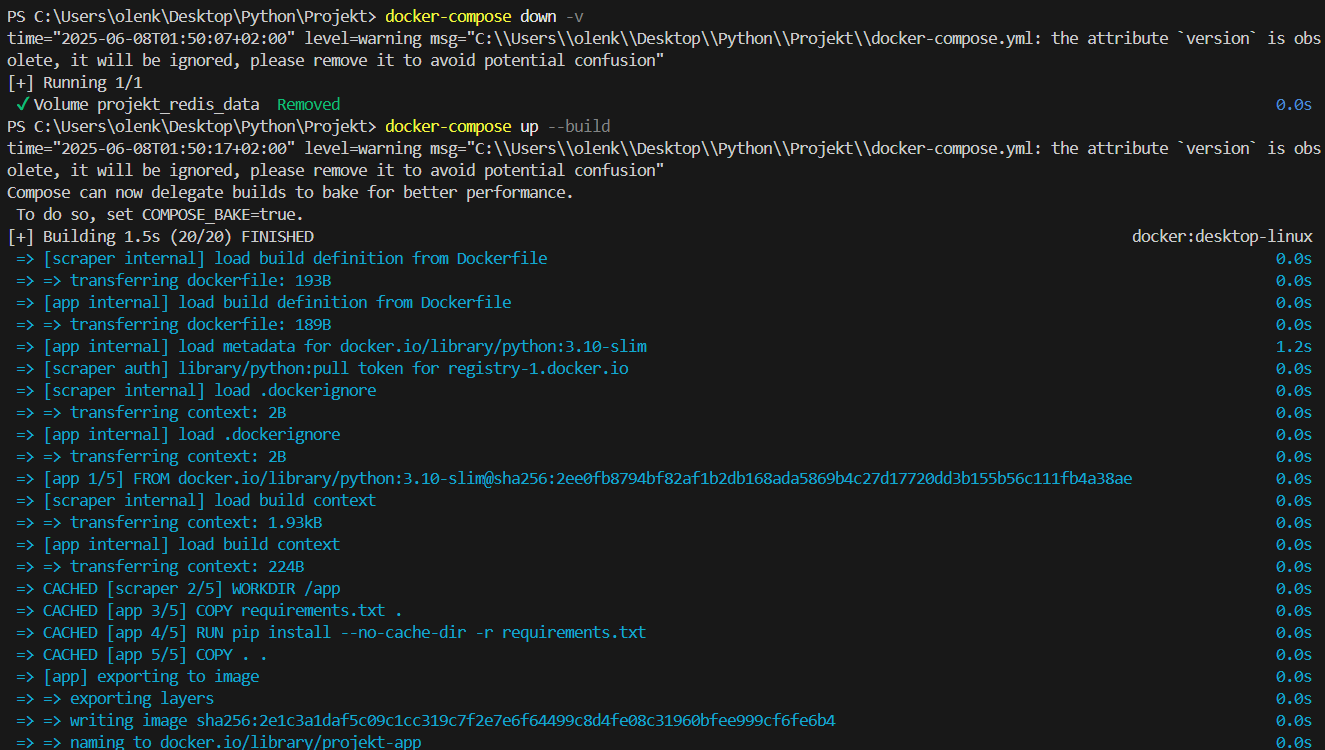 PS C:\Users\olenk\Desktop\Python\Projekt> docker-compose down -v
time="2025-06-08T01:50:07+02:00" level=warning msg="C:\\Users\\olenk\\Desktop\\Python\\Projekt\\docker-compose.yml: the attribute `version` is obs
olete, it will be ignored, please remove it to avoid potential confusion"
[+] Running 1/1
✔ Volume projekt_redis_data  Removed 0.0s
PS C:\Users\olenk\Desktop\Python\Projekt> docker-compose up --build
time="2025-06-08T01:50:17+02:00" level=warning msg="C:\\Users\\olenk\\Desktop\\Python\\Projekt\\docker-compose.yml: the attribute `version` is obs
olete, it will be ignored, please remove it to avoid potential confusion"
Compose can now delegate builds to bake for better performance.
To do so, set COMPOSE_BAKE=true.
[+] Building 1.5s (20/20) FINISHED docker:desktop-linux
=> [scraper internal] load build definition from Dockerfile 0.0s
=> => transferring dockerfile: 193B 0.0s
=> [app internal] load build definition from Dockerfile 0.0s
=> => transferring dockerfile: 189B 0.0s
=> [app internal] load metadata for docker.io/library/python:3.10-slim 1.2s
=> [scraper auth] library/python:pull token for registry-1.docker.io 0.0s
=> [scraper internal] load .dockerignore 0.0s
=> => transferring context: 2B 0.0s
=> [app internal] load .dockerignore 0.0s
=> => transferring context: 2B 0.0s
=> [app 1/5] FROM docker.io/library/python:3.10-slim@sha256:2ee0fb8794bf82af1b2db168ada5869b4c27d17720dd3b155b56c111fb4a38ae 0.0s
=> [scraper internal] load build context 0.0s
=> => transferring context: 1.93kB 0.0s
=> [app internal] load build context 0.0s
=> => transferring context: 224B 0.0s
=> CACHED [scraper 2/5] WORKDIR /app 0.0s
=> CACHED [app 3/5] COPY requirements.txt . 0.0s
=> CACHED [app 4/5] RUN pip install --no-cache-dir -r requirements.txt 0.0s
=> CACHED [app 5/5] COPY . . 0.0s
=> [app] exporting to image 0.0s
=> => exporting layers 0.0s
=> => writing image sha256:2e1c3a1daf5c09c1cc319c7f2e7e6f64499c8d4fe08c31960bfee999cf6fe6b4 0.0s
=> => naming to docker.io/library/projekt-app 0.0s